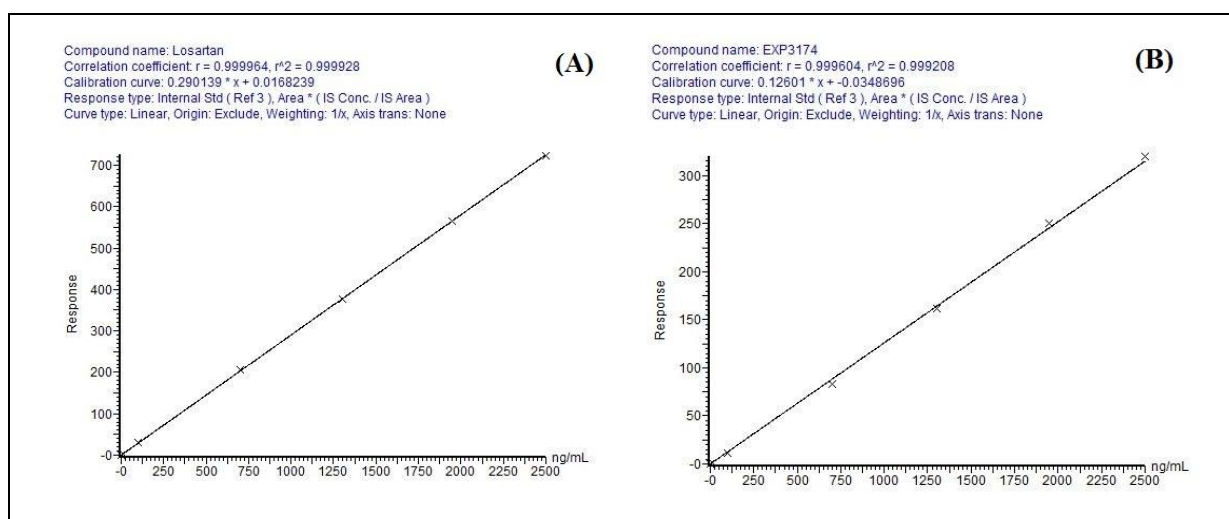 Compound name: Losartan
Correlation coefficient: r = 0.999964, r^2 = 0.999928
Calibration curve: 0.290139 * x + 0.0168239
Response type: Internal Std ( Ref 3 ), Area * ( IS Conc. / IS Area )
Curve type: Linear, Origin: Exclude, Weighting: 1/x, Axis trans: None
(A)
700
600
500
400
300
200
100
-0
Response
-0 250 500 750 1000 1250 1500 1750 2000 2250 2500
ng/mL
Compound name: EXP3174
Correlation coefficient: r = 0.999604, r^2 = 0.999208
Calibration curve: 0.12601 * x + -0.0348696
Response type: Internal Std ( Ref 3 ), Area * ( IS Conc. / IS Area )
Curve type: Linear, Origin: Exclude, Weighting: 1/x, Axis trans: None
(B)
300
250
200
150
100
50
-0
Response
-0 250 500 750 1000 1250 1500 1750 2000 2250 2500
ng/mL